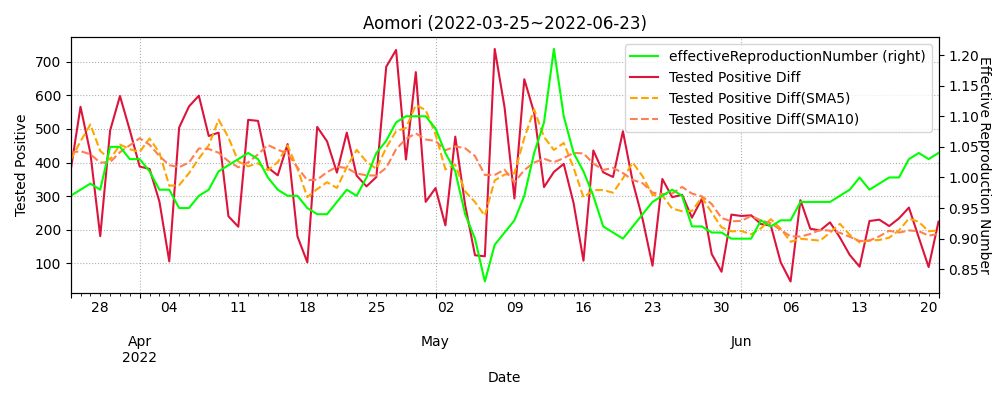 Aomori (2022-03-25~2022-06-23)
effectiveReproductionNumber (right)
Tested Positive Diff
Tested Positive Diff(SMA5)
Tested Positive Diff(SMA10)
Tested Positive
700
600
500
400
300
200
100
1.20
1.15
1.10
1.05
1.00
0.95
0.90
0.85
Effective Reproduction Number
28 04 11 18 25 02 09 16 23 30 06 13 20
Apr May Jun
2022
Date